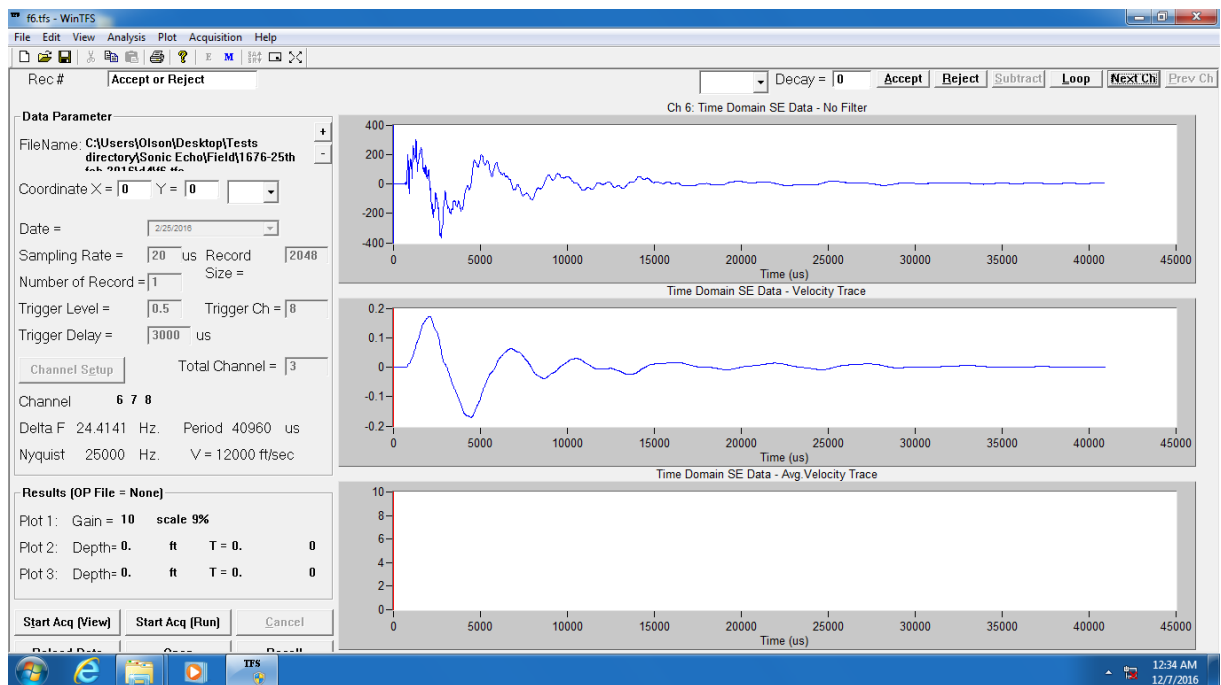 f6.tfs - WinTFS
File Edit View Analysis Plot Acquisition Help
E M
Rec # Accept or Reject
Decay = 0 Accept Reject Subtract Loop Next Ch Prev Ch
Data Parameter
FileName: C:\Users\Olson\Desktop\Tests
directory\Sonic Echo\Field\1676-25th
feb 2016\d4\f6.tfs
+
-
Coordinate X = 0 Y = 0
Date = 2/25/2016
Sampling Rate = 20 us Record
Size = 2048
Number of Record = 1
Trigger Level = 0.5 Trigger Ch = 8
Trigger Delay = 3000 us
Channel Setup Total Channel = 3
Channel 6 7 8
Delta F 24.4141 Hz. Period 40960 us
Nyquist 25000 Hz. V = 12000 ft/sec
Results (OP File = None)
Plot 1: Gain = 10 scale 9%
Plot 2: Depth= 0. ft T = 0. 0
Plot 3: Depth= 0. ft T = 0. 0
Start Acq (View) Start Acq (Run) Cancel
Reload Data Open Recall
Ch 6: Time Domain SE Data - No Filter
400
200
0
-200
-400
0 5000 10000 15000 20000 25000 30000 35000 40000 45000
Time (us)
Time Domain SE Data - Velocity Trace
0.2
0.1
0
-0.1
-0.2
0 5000 10000 15000 20000 25000 30000 35000 40000 45000
Time (us)
Time Domain SE Data - Avg.Velocity Trace
10
8
6
4
2
0
0 5000 10000 15000 20000 25000 30000 35000 40000 45000
Time (us)
TFS
12:34 AM
12/7/2016